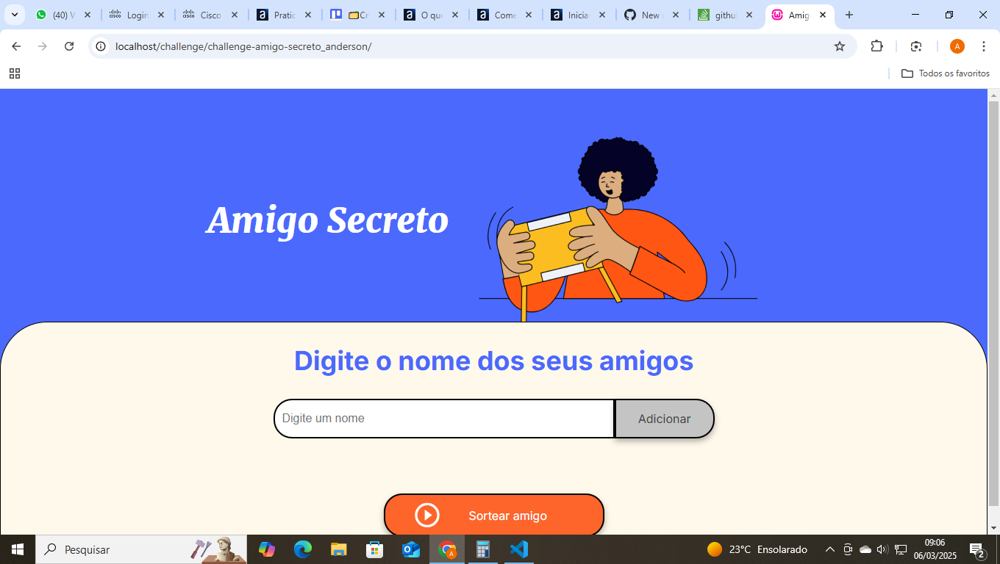 (40) W
Login
Cisco
Pratic
Cr
O que
Come
Inicia
New
githu
Amig
localhost/challenge/challenge-amigo-secreto_anderson/
A
Todos os favoritos
Amigo Secreto
Digite o nome dos seus amigos
Digite um nome
Adicionar
Sortear amigo
Pesquisar
23°C Ensolarado
09:06
06/03/2025
2